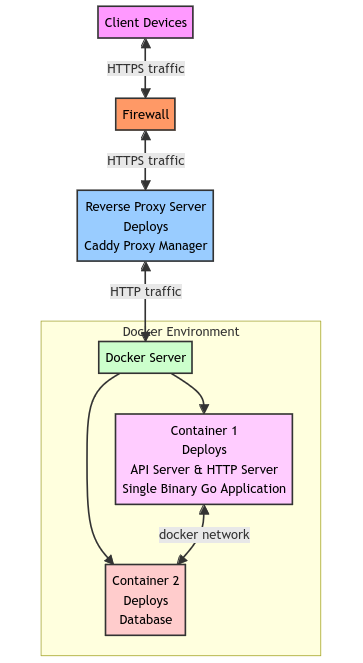 Client Devices
HTTPS traffic
Firewall
HTTPS traffic
Reverse Proxy Server
Deploys
Caddy Proxy Manager
HTTP traffic
Docker Environment
Docker Server
Container 1
Deploys
API Server & HTTP Server
Single Binary Go Application
docker network
Container 2
Deploys
Database